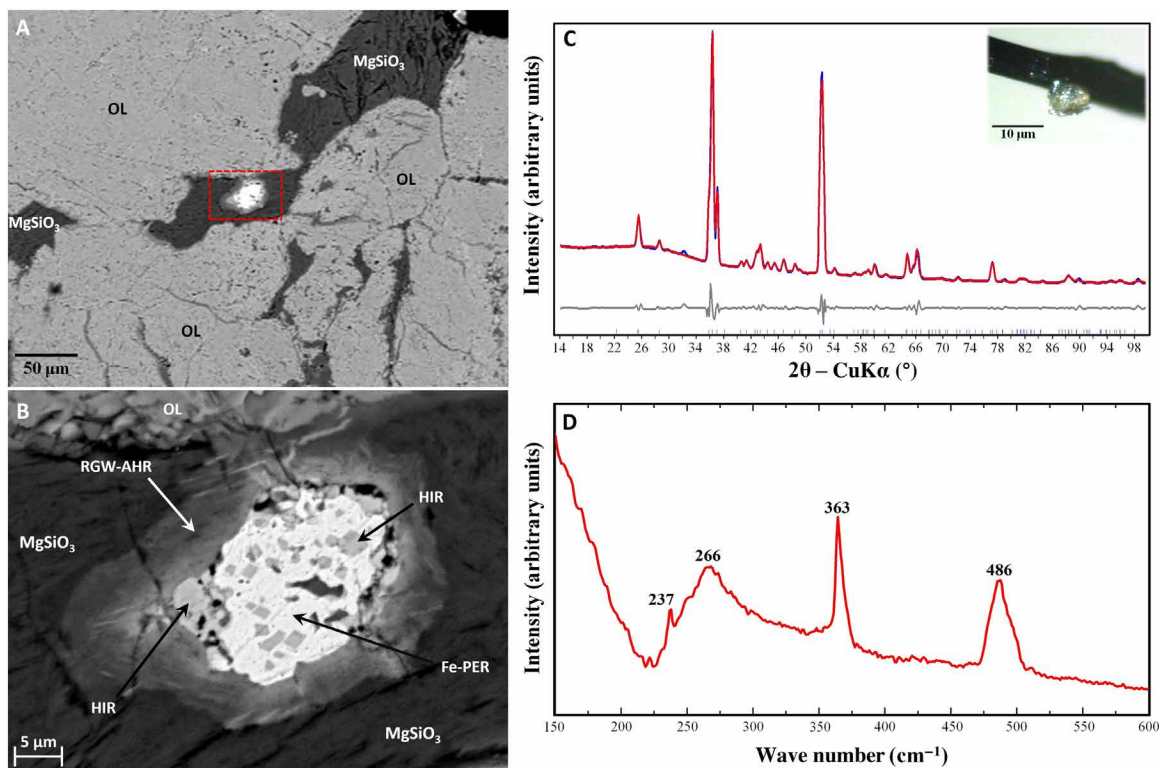 A
MgSiO₃
OL
OL
MgSiO₃
OL
50 μm
B
OL
RGW-AHR
HIR
MgSiO₃
Fe-PER
HIR
MgSiO₃
5 μm
C
10 μm
Intensity (arbitrary units)
14 18 22 26 30 34 38 42 46 50 54 58 62 66 70 74 78 82 86 90 94 98
2θ – CuKα (°)
D
363
266
486
237
Intensity (arbitrary units)
150 200 250 300 350 400 450 500 550 600
Wave number (cm⁻¹)